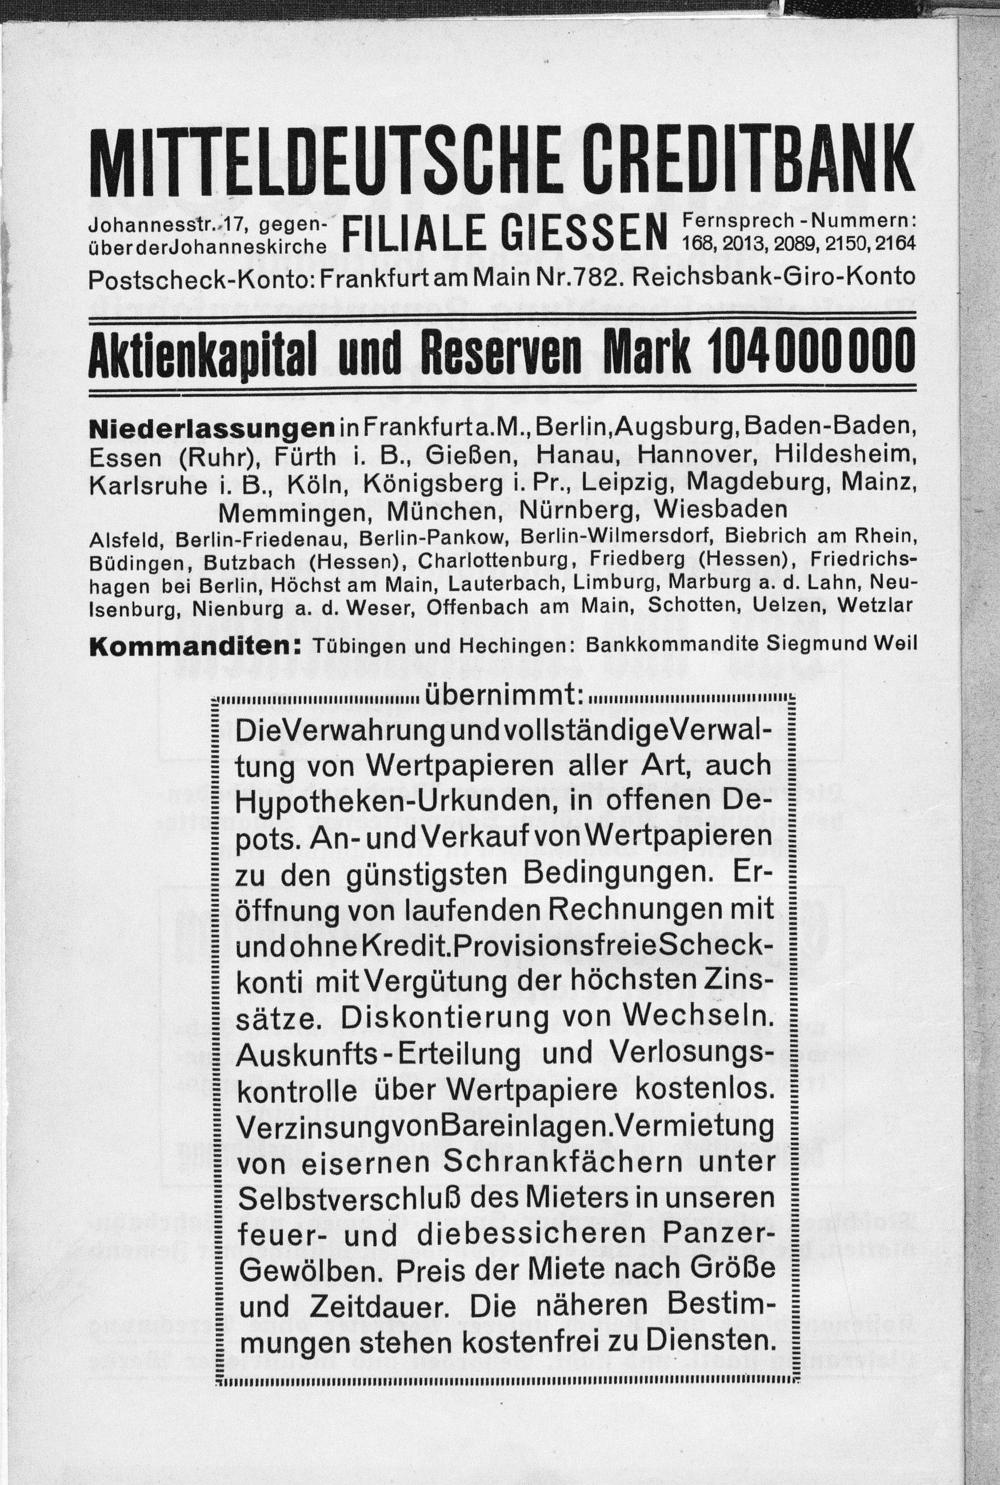 MITTELDEUTSCHE CREDITBANK
Johannesstr. 17, gegen-
über der Johanneskirche
FILIALE GIESSEN
Fernsprech-Nummern:
168, 2013, 2089, 2150, 2164
Postscheck-Konto: Frankfurt am Main Nr. 782. Reichsbank-Giro-Konto
Aktienkapital und Reserven Mark 104 000 000
Niederlassungen in Frankfurt a. M., Berlin, Augsburg, Baden-Baden,
Essen (Ruhr), Fürth i. B., Gießen, Hanau, Hannover, Hildesheim,
Karlsruhe i. B., Köln, Königsberg i. Pr., Leipzig, Magdeburg, Mainz,
Memmingen, München, Nürnberg, Wiesbaden
Alsfeld, Berlin-Friedenau, Berlin-Pankow, Berlin-Wilmersdorf, Biebrich am Rhein,
Büdingen, Butzbach (Hessen), Charlottenburg, Friedberg (Hessen), Friedrichs-
hagen bei Berlin, Höchst am Main, Lauterbach, Limburg, Marburg a. d. Lahn, Neu-
Isenburg, Nienburg a. d. Weser, Offenbach am Main, Schotten, Uelzen, Wetzlar
Kommanditen: Tübingen und Hechingen: Bankkommandite Siegmund Weil
übernimmt:
Die Verwahrung und vollständige Verwal-
tung von Wertpapieren aller Art, auch
Hypotheken-Urkunden, in offenen De-
pots. An- und Verkauf von Wertpapieren
zu den günstigsten Bedingungen. Er-
öffnung von laufenden Rechnungen mit
und ohne Kredit. Provisionsfreie Scheck-
konti mit Vergütung der höchsten Zins-
sätze. Diskontierung von Wechseln.
Auskunfts-Erteilung und Verlosungs-
kontrolle über Wertpapiere kostenlos.
Verzinsung von Bareinlagen. Vermietung
von eisernen Schrankfächern unter
Selbstverschluß des Mieters in unseren
feuer- und diebessicheren Panzer-
Gewölben. Preis der Miete nach Größe
und Zeitdauer. Die näheren Bestim-
mungen stehen kostenfrei zu Diensten.